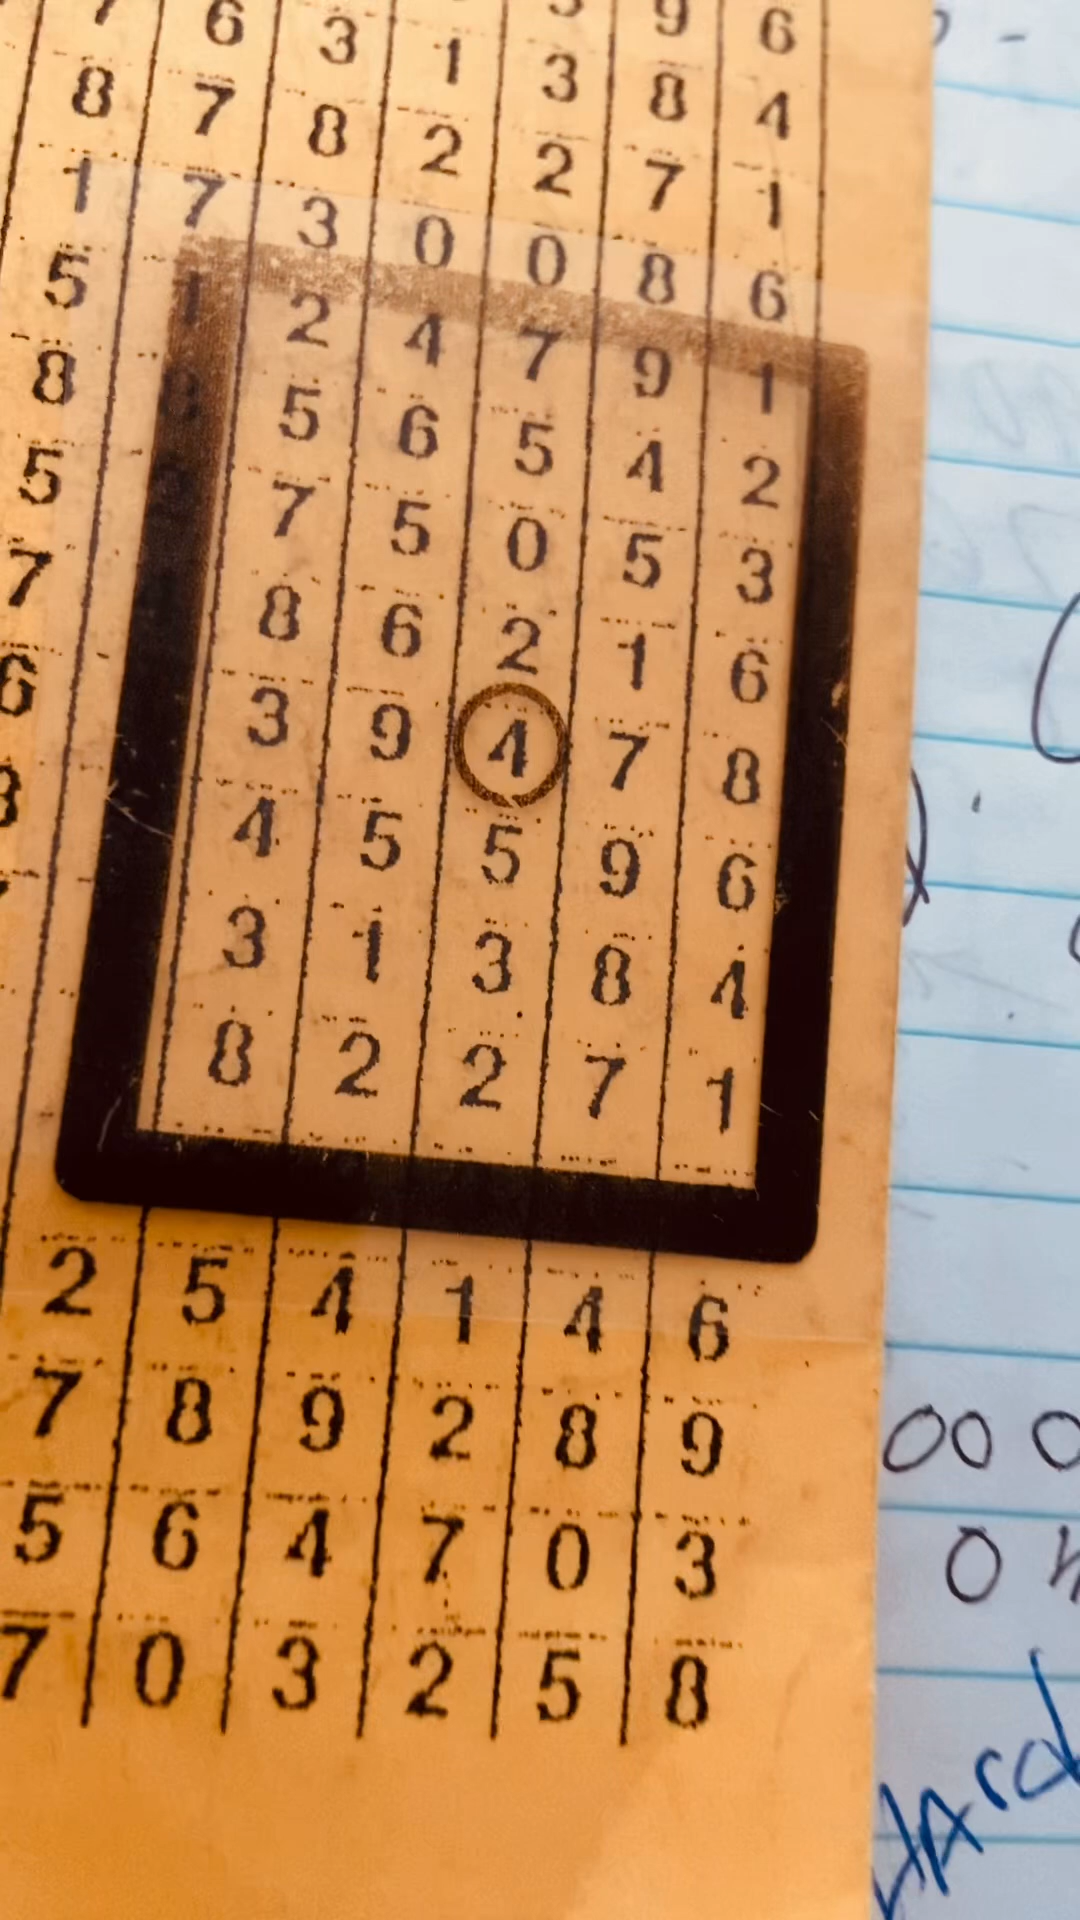 9 6
6 3 1 3 8 4
8 7 8 2 2 7 1
1 7 3 0 0 8 6
5 1 2 4 7 9 1
8 5 6 5 4 2
5 7 5 0 5 3
7 8 6 2 1 6
6 3 9 4 7 8
3 4 5 5 9 6
3 1 3 8 4
8 2 2 7 1
2 5 4 1 4 6
7 8 9 2 8 9
5 6 4 7 0 3
7 0 3 2 5 8
00 0
0
Hard